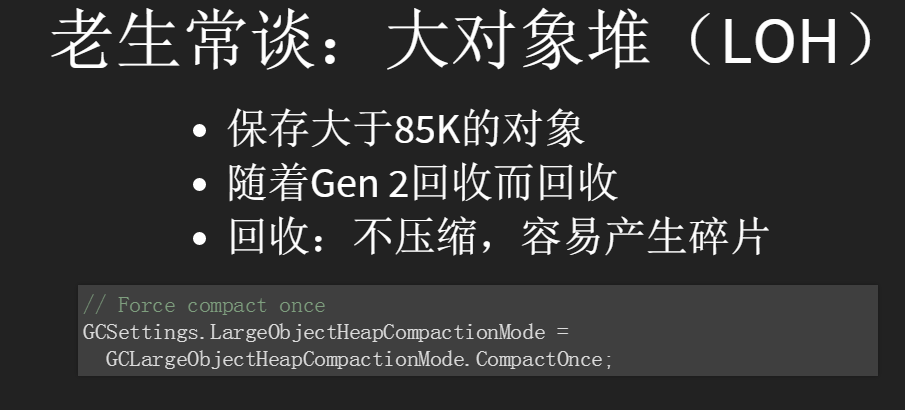 老生常谈：大对象堆（LOH）
• 保存大于85K的对象
• 随着Gen 2回收而回收
• 回收：不压缩，容易产生碎片
// Force compact once
GCSettings.LargeObjectHeapCompactionMode =
  GCLargeObjectHeapCompactionMode.CompactOnce;